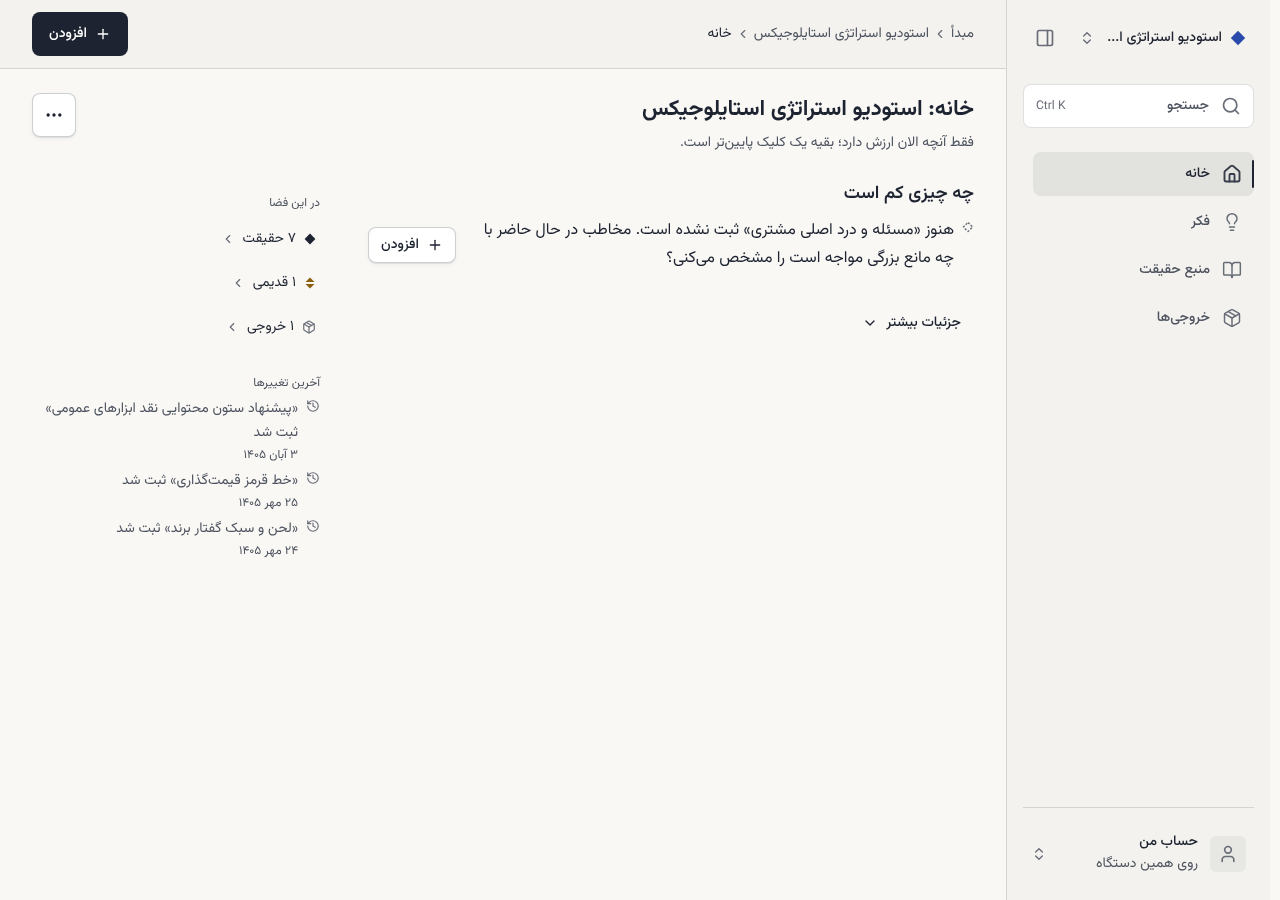 استودیو استراتژی ا...
جستجو
Ctrl K
خانه
فکر
منبع حقیقت
خروجی‌ها
حساب من
روی همین دستگاه
مبدأ
استودیو استراتژی استایلوجیکس
خانه
افزودن
خانه: استودیو استراتژی استایلوجیکس
فقط آنچه الان ارزش دارد؛ بقیه یک کلیک پایین‌تر است.
چه چیزی کم است
هنوز «مسئله و درد اصلی مشتری» ثبت نشده است. مخاطب در حال حاضر با
چه مانع بزرگی مواجه است را مشخص می‌کنی؟
افزودن
جزئیات بیشتر
در این فضا
۷ حقیقت
۱ قدیمی
۱ خروجی
آخرین تغییرها
«پیشنهاد ستون محتوایی نقد ابزارهای عمومی»
ثبت شد
۳ آبان ۱۴۰۵
«خط قرمز قیمت‌گذاری» ثبت شد
۲۵ مهر ۱۴۰۵
«لحن و سبک گفتار برند» ثبت شد
۲۴ مهر ۱۴۰۵